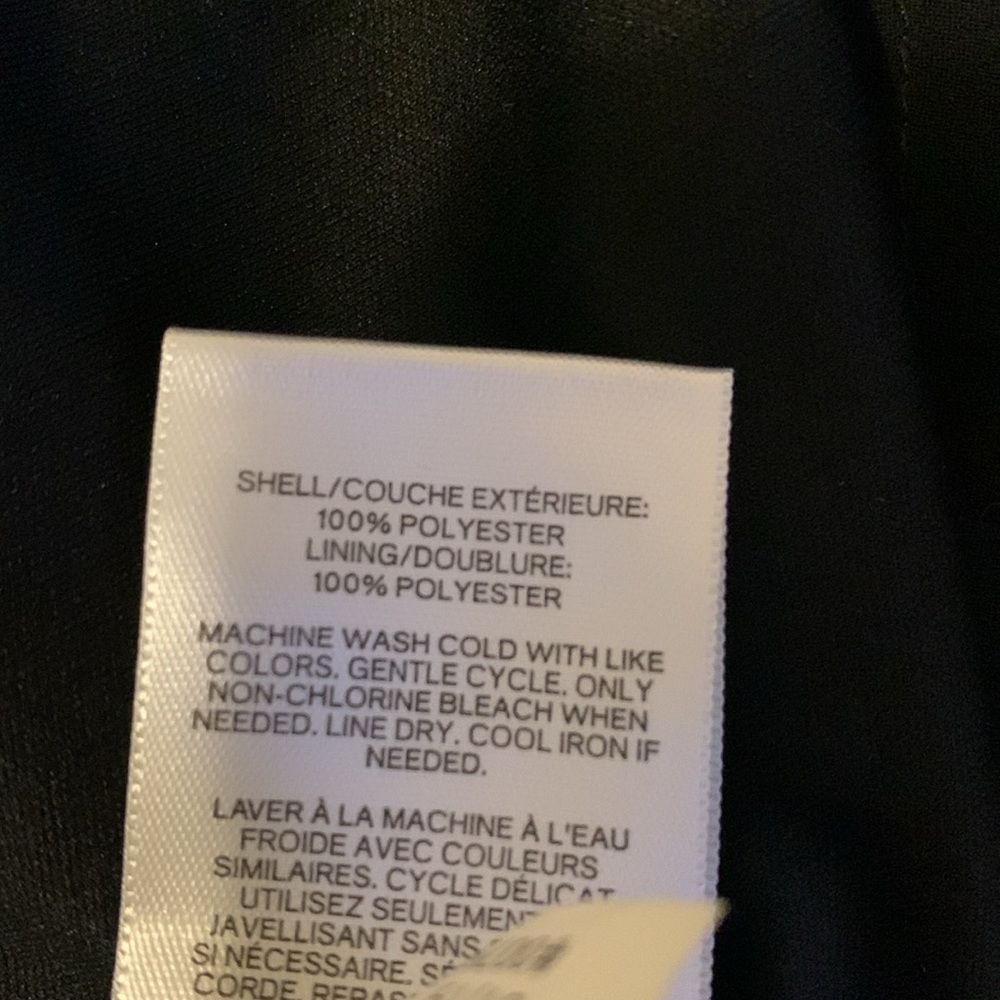 SHELL/COUCHE EXTÉRIEURE:
100% POLYESTER
LINING/DOUBLURE:
100% POLYESTER
MACHINE WASH COLD WITH LIKE
COLORS. GENTLE CYCLE. ONLY
NON-CHLORINE BLEACH WHEN
NEEDED. LINE DRY. COOL IRON IF
NEEDED.
LAVER À LA MACHINE À L'EAU
FROIDE AVEC COULEURS
SIMILAIRES. CYCLE DÉLICAT
UTILISEZ SEULEMENT
JAVELLISANT SANS
SI NÉCESSAIRE.
CORDE.